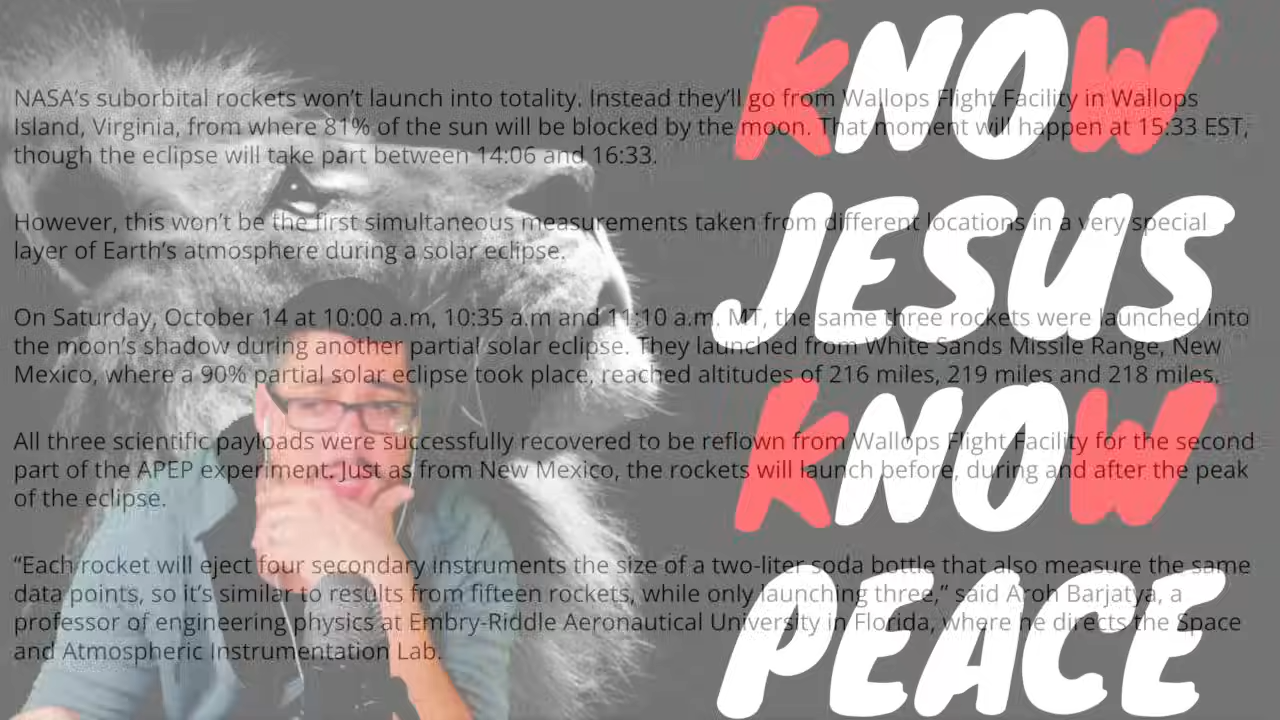 NASA’s suborbital rockets won’t launch into totality. Instead they’ll go from Wallops Flight Facility in Wallops
Island, Virginia, from where 81% of the sun will be blocked by the moon. That moment will happen at 15:33 EST,
though the eclipse will take part between 14:06 and 16:33.
However, this won’t be the first simultaneous measurements taken from different locations in a very special
layer of Earth’s atmosphere during a solar eclipse.
On Saturday, October 14 at 10:00 a.m, 10:35 a.m and 11:10 a.m. MT, the same three rockets were launched into
the moon’s shadow during another partial solar eclipse. They launched from White Sands Missile Range, New
Mexico, where a 90% partial solar eclipse took place, reached altitudes of 216 miles, 219 miles and 218 miles.
All three scientific payloads were successfully recovered to be reflown from Wallops Flight Facility for the second
part of the APEP experiment. Just as from New Mexico, the rockets will launch before, during and after the peak
of the eclipse.
“Each rocket will eject four secondary instruments the size of a two-liter soda bottle that also measure the same
data points, so it’s similar to results from fifteen rockets, while only launching three,” said Aroh Barjatya, a
professor of engineering physics at Embry-Riddle Aeronautical University in Florida, where he directs the Space
and Atmospheric Instrumentation Lab.
KNOW
JESUS
KNOW
PEACE